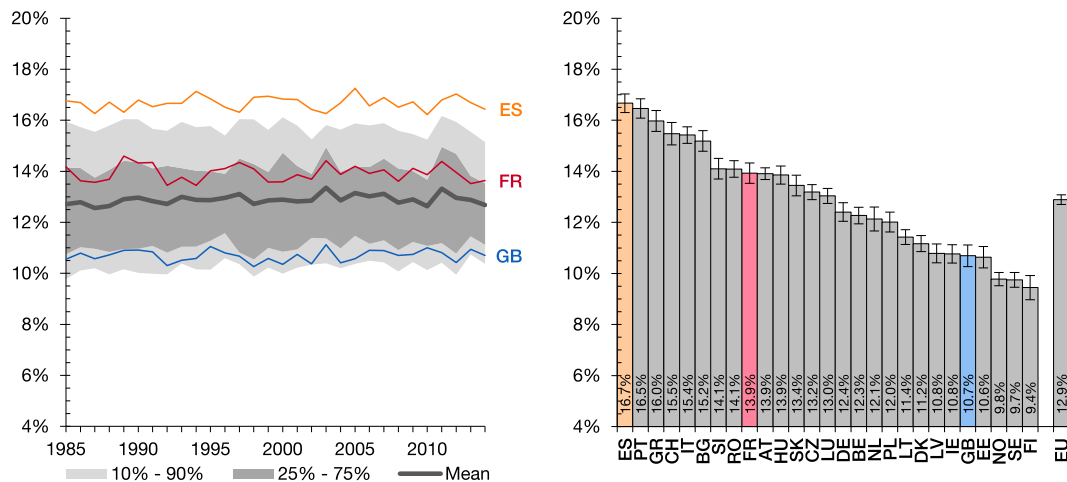 20%
18%
16%
14%
12%
10%
8%
6%
4%
ES
FR
GB
1985 1990 1995 2000 2005 2010
10% - 90% 25% - 75% Mean
20%
18%
16%
14%
12%
10%
8%
6%
4%
16.7% 16.5% 16.0% 15.5% 15.4% 15.2% 14.1% 14.1% 13.9% 13.9% 13.9% 13.4% 13.2% 13.0% 12.4% 12.3% 12.1% 12.0% 11.4% 11.2% 10.8% 10.8% 10.7% 10.6% 9.8% 9.7% 9.4% 12.9%
ES PT GR CH IT BG SI RO FR AT HU SK CZ LU DE BE NL PL LT DK LV IE GB EE NO SE FI EU